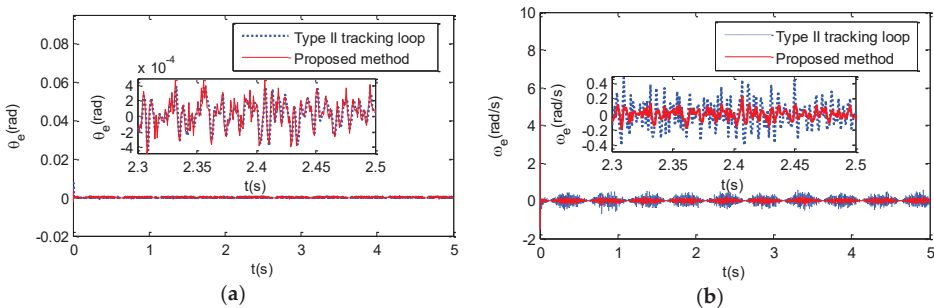 0.08
0.06
0.04
0.02
0
-0.02
θe(rad)
Type II tracking loop
Proposed method
x 10⁻⁴
4
2
0
-2
-4
θe(rad)
2.3 2.35 2.4 2.45 2.5
t(s)
0 1 2 3 4 5
t(s)
(a)
10
8
6
4
2
0
-2
ωe(rad/s)
Type II tracking loop
Proposed method
0.4
0.2
0
-0.2
-0.4
ωe(rad/s)
2.3 2.35 2.4 2.45 2.5
t(s)
0 1 2 3 4 5
t(s)
(b)